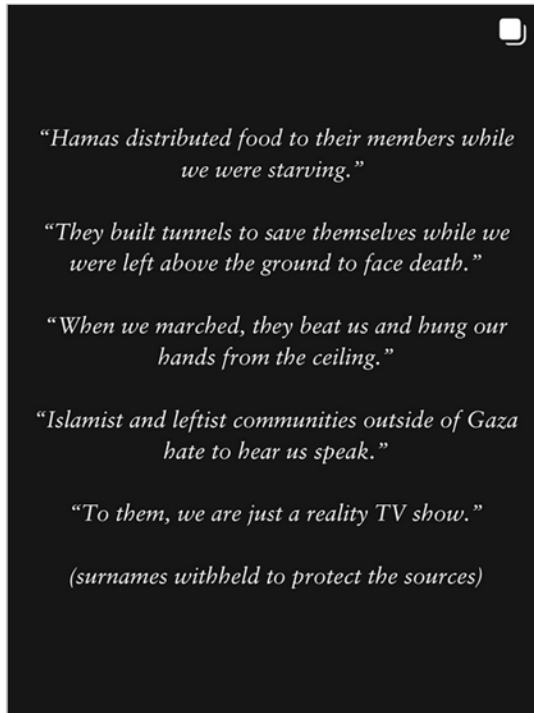 “Hamas distributed food to their members while
we were starving.”
“They built tunnels to save themselves while we
were left above the ground to face death.”
“When we marched, they beat us and hung our
hands from the ceiling.”
“Islamist and leftist communities outside of Gaza
hate to hear us speak.”
“To them, we are just a reality TV show.”
(surnames withheld to protect the sources)